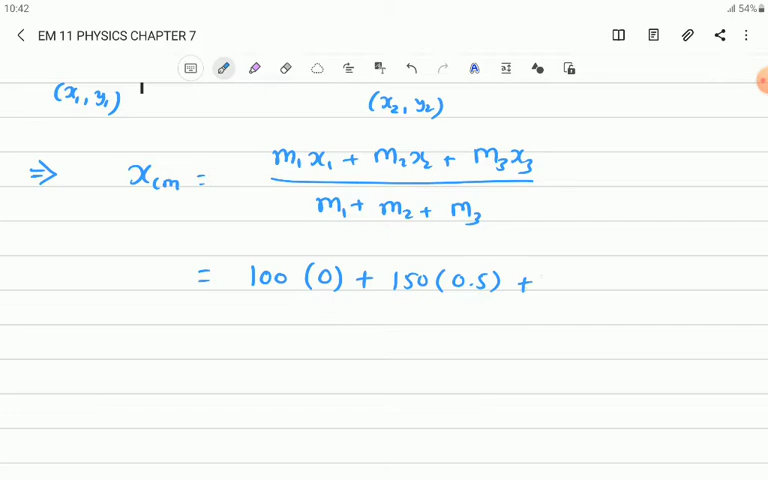 10:42 54%
EM 11 PHYSICS CHAPTER 7
(x₁, y₁) (x₂, y₂)
⇒ x_cm = (m₁x₁ + m₂x₂ + m₃x₃) / (m₁ + m₂ + m₃)
= 100 (0) + 150 (0.5) +